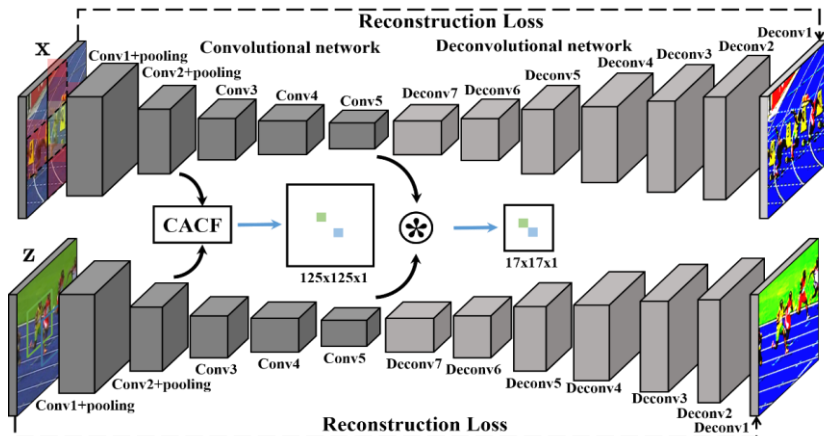 Reconstruction Loss
X
Convolutional network
Deconvolutional network
Conv1+pooling
Conv2+pooling
Conv3
Conv4
Conv5
Deconv7
Deconv6
Deconv5
Deconv4
Deconv3
Deconv2
Deconv1
CACF
125x125x1
*
17x17x1
Z
Conv1+pooling
Conv2+pooling
Conv3
Conv4
Conv5
Deconv7
Deconv6
Deconv5
Deconv4
Deconv3
Deconv2
Deconv1
Reconstruction Loss